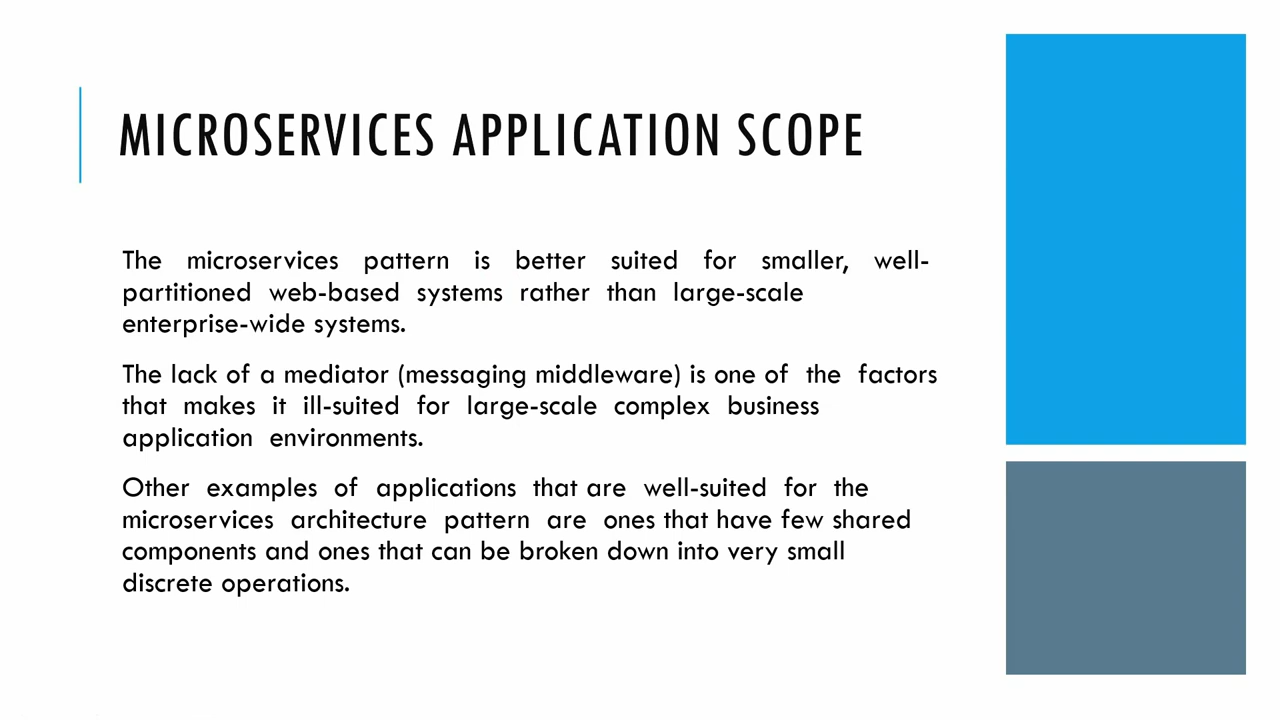 MICROSERVICES APPLICATION SCOPE
The microservices pattern is better suited for smaller, well-
partitioned web-based systems rather than large-scale
enterprise-wide systems.
The lack of a mediator (messaging middleware) is one of the factors
that makes it ill-suited for large-scale complex business
application environments.
Other examples of applications that are well-suited for the
microservices architecture pattern are ones that have few shared
components and ones that can be broken down into very small
discrete operations.